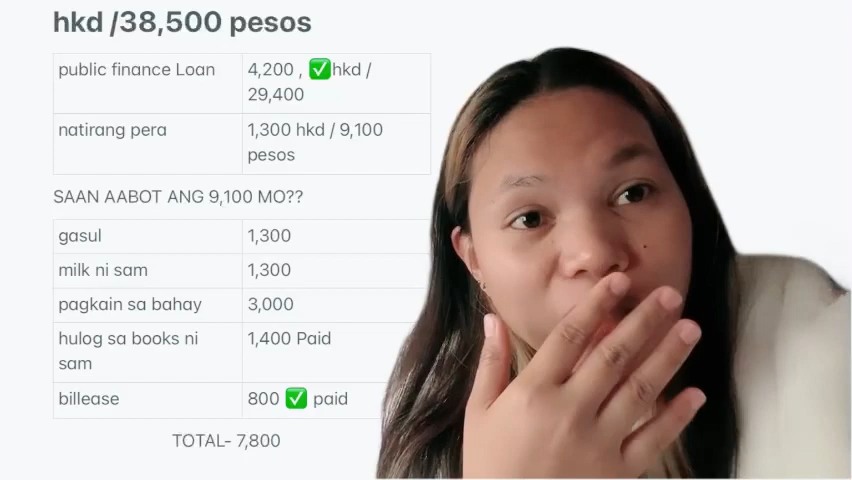 hkd /38,500 pesos
public finance Loan
4,200 , ✅hkd /
29,400
natirang pera
1,300 hkd / 9,100
pesos
SAAN AABOT ANG 9,100 MO??
gasul
1,300
milk ni sam
1,300
pagkain sa bahay
3,000
hulog sa books ni
sam
1,400 Paid
billease
800 ✅ paid
TOTAL- 7,800